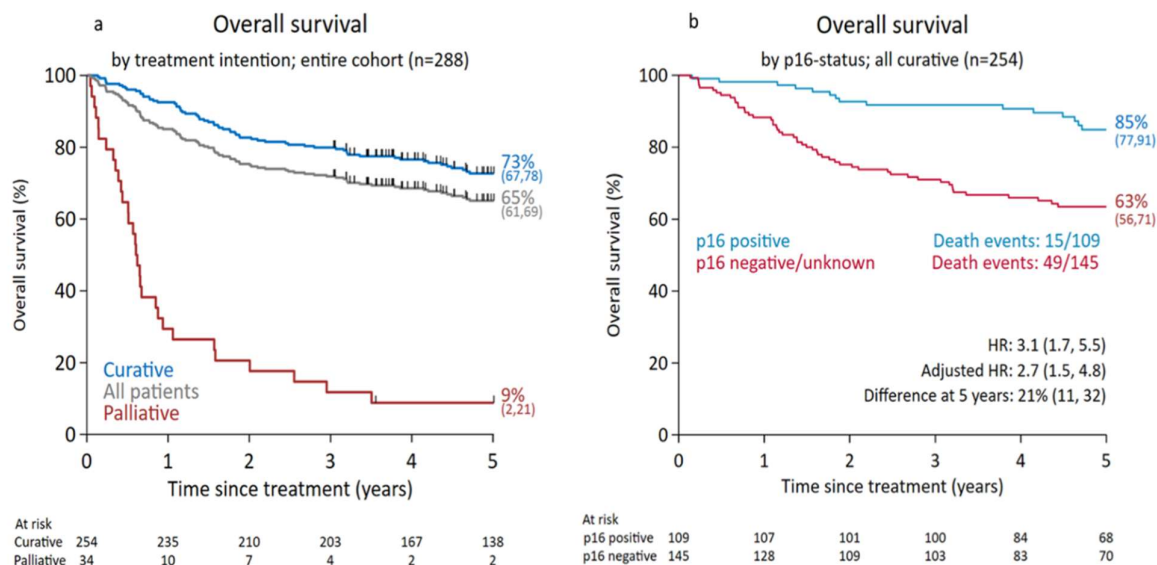 a
Overall survival
by treatment intention; entire cohort (n=288)
Overall survival (%)
100
80
60
40
20
0
73%
(67,78)
65%
(61,69)
9%
(2,21)
Curative
All patients
Palliative
0 1 2 3 4 5
Time since treatment (years)
At risk
Curative 254 235 210 203 167 138
Palliative 34 10 7 4 2 2
b
Overall survival
by p16-status; all curative (n=254)
Overall survival (%)
100
80
60
40
20
0
85%
(77,91)
63%
(56,71)
p16 positive Death events: 15/109
p16 negative/unknown Death events: 49/145
HR: 3.1 (1.7, 5.5)
Adjusted HR: 2.7 (1.5, 4.8)
Difference at 5 years: 21% (11, 32)
0 1 2 3 4 5
Time since treatment (years)
At risk
p16 positive 109 107 101 100 84 68
p16 negative 145 128 109 103 83 70